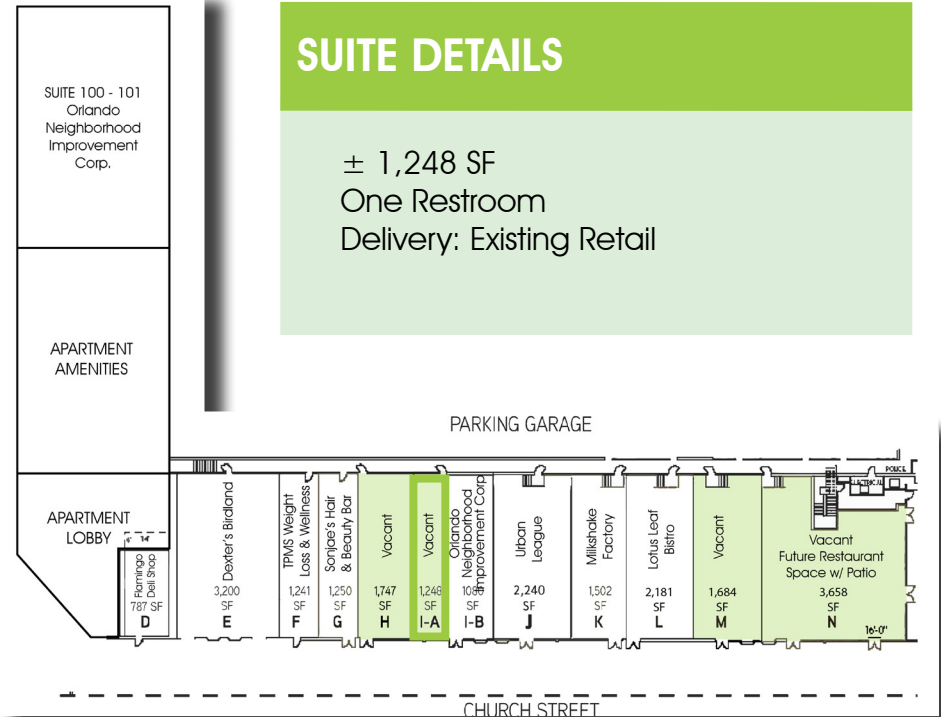 SUITE DETAILS
± 1,248 SF
One Restroom
Delivery: Existing Retail
SUITE 100 - 101
Orlando
Neighborhood
Improvement
Corp.
APARTMENT
AMENITIES
APARTMENT
LOBBY
PARKING GARAGE
POLICE
ELECTRICAL
14'
Flamingo
Deli Shop
787 SF
D
Dexter's Birdland
3,200
SF
E
TPMS Weight
Loss & Wellness
1,241
SF
F
Sonjae's Hair
& Beauty Bar
1,250
SF
G
Vacant
1,747
SF
H
Vacant
1,248
SF
I-A
Orlando
Neighborhood
Improvement Corp
SF
I-B
Urban
League
2,240
SF
J
Milkshake
Factory
1,502
SF
K
Lotus Leaf
Bistro
2,181
SF
L
Vacant
1,684
SF
M
Vacant
Future Restaurant
Space w/ Patio
3,658
SF
N
16'-0"
CHURCH STREET